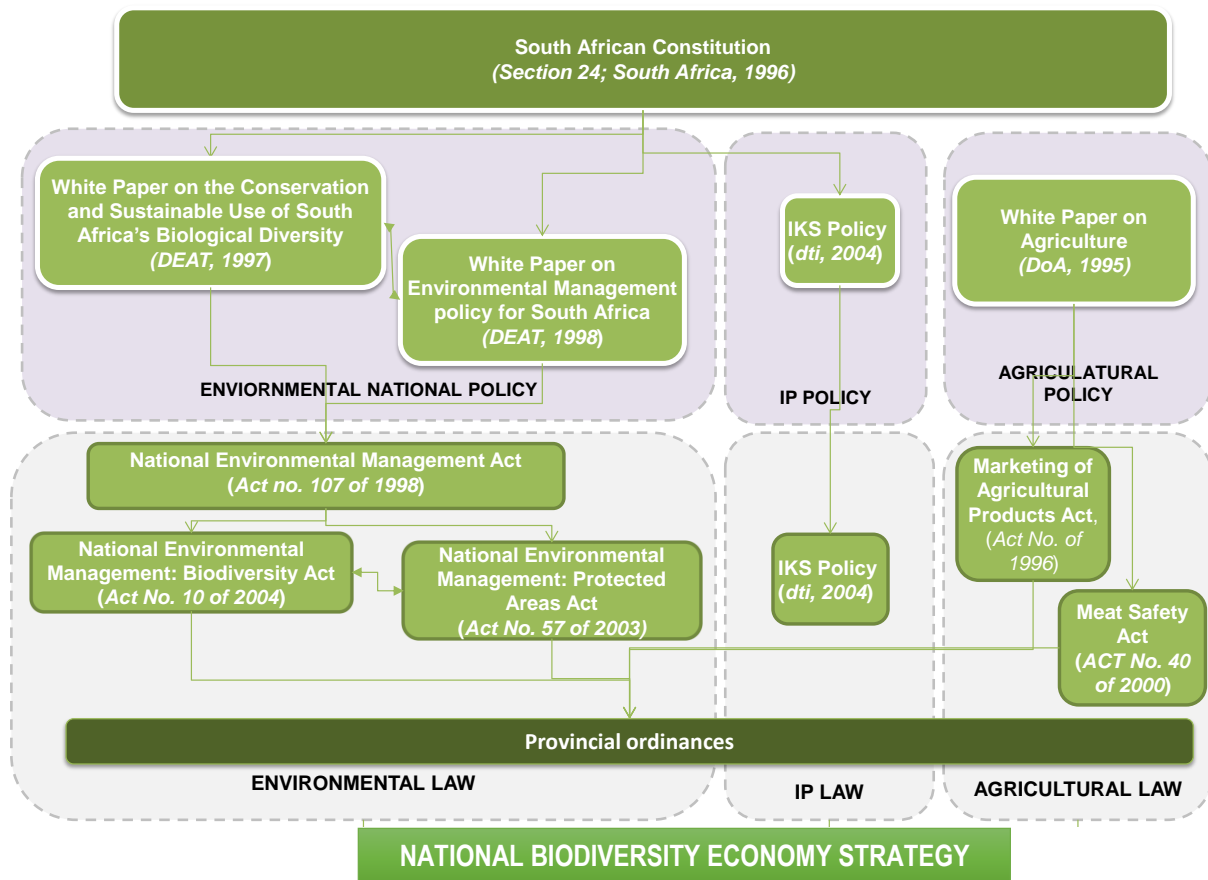 South African Constitution
(Section 24; South Africa, 1996)
White Paper on the Conservation
and Sustainable Use of South
Africa's Biological Diversity
(DEAT, 1997)
White Paper on
Environmental Management
policy for South Africa
(DEAT, 1998)
ENVIORNMENTAL NATIONAL POLICY
IKS Policy
(dti, 2004)
IP POLICY
White Paper on
Agriculture
(DoA, 1995)
AGRICULATURAL
POLICY
National Environmental Management Act
(Act no. 107 of 1998)
National Environmental
Management: Biodiversity Act
(Act No. 10 of 2004)
National Environmental
Management: Protected
Areas Act
(Act No. 57 of 2003)
IKS Policy
(dti, 2004)
Marketing of
Agricultural
Products Act,
(Act No. of
1996)
Meat Safety
Act
(ACT No. 40
of 2000)
Provincial ordinances
ENVIRONMENTAL LAW
IP LAW
AGRICULTURAL LAW
NATIONAL BIODIVERSITY ECONOMY STRATEGY